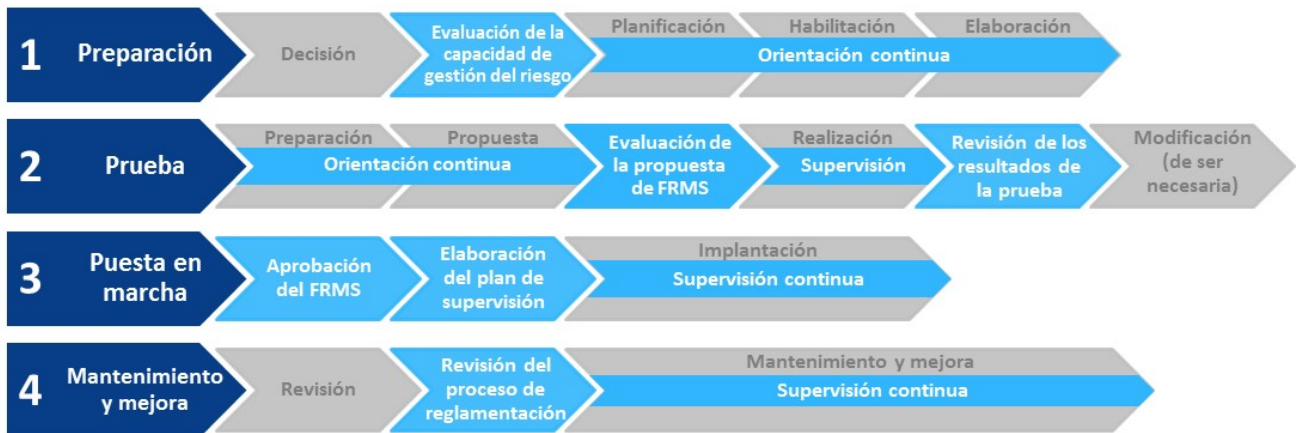 1
Preparación
Decisión
Evaluación de la
capacidad de
gestión del riesgo
Planificación
Habilitación
Elaboración
Orientación continua
2
Prueba
Preparación
Propuesta
Orientación continua
Evaluación de
la propuesta
de FRMS
Realización
Supervisión
Revisión de los
resultados de
la prueba
Modificación
(de ser
necesaria)
3
Puesta en
marcha
Aprobación
del FRMS
Elaboración
del plan de
supervisión
Implantación
Supervisión continua
4
Mantenimiento
y mejora
Revisión
Revisión del
proceso de
reglamentación
Mantenimiento y mejora
Supervisión continua